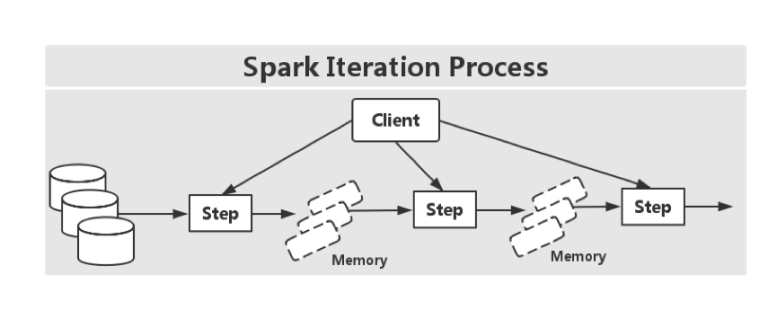 Spark Iteration Process
Client
Step
Step
Step
Memory
Memory